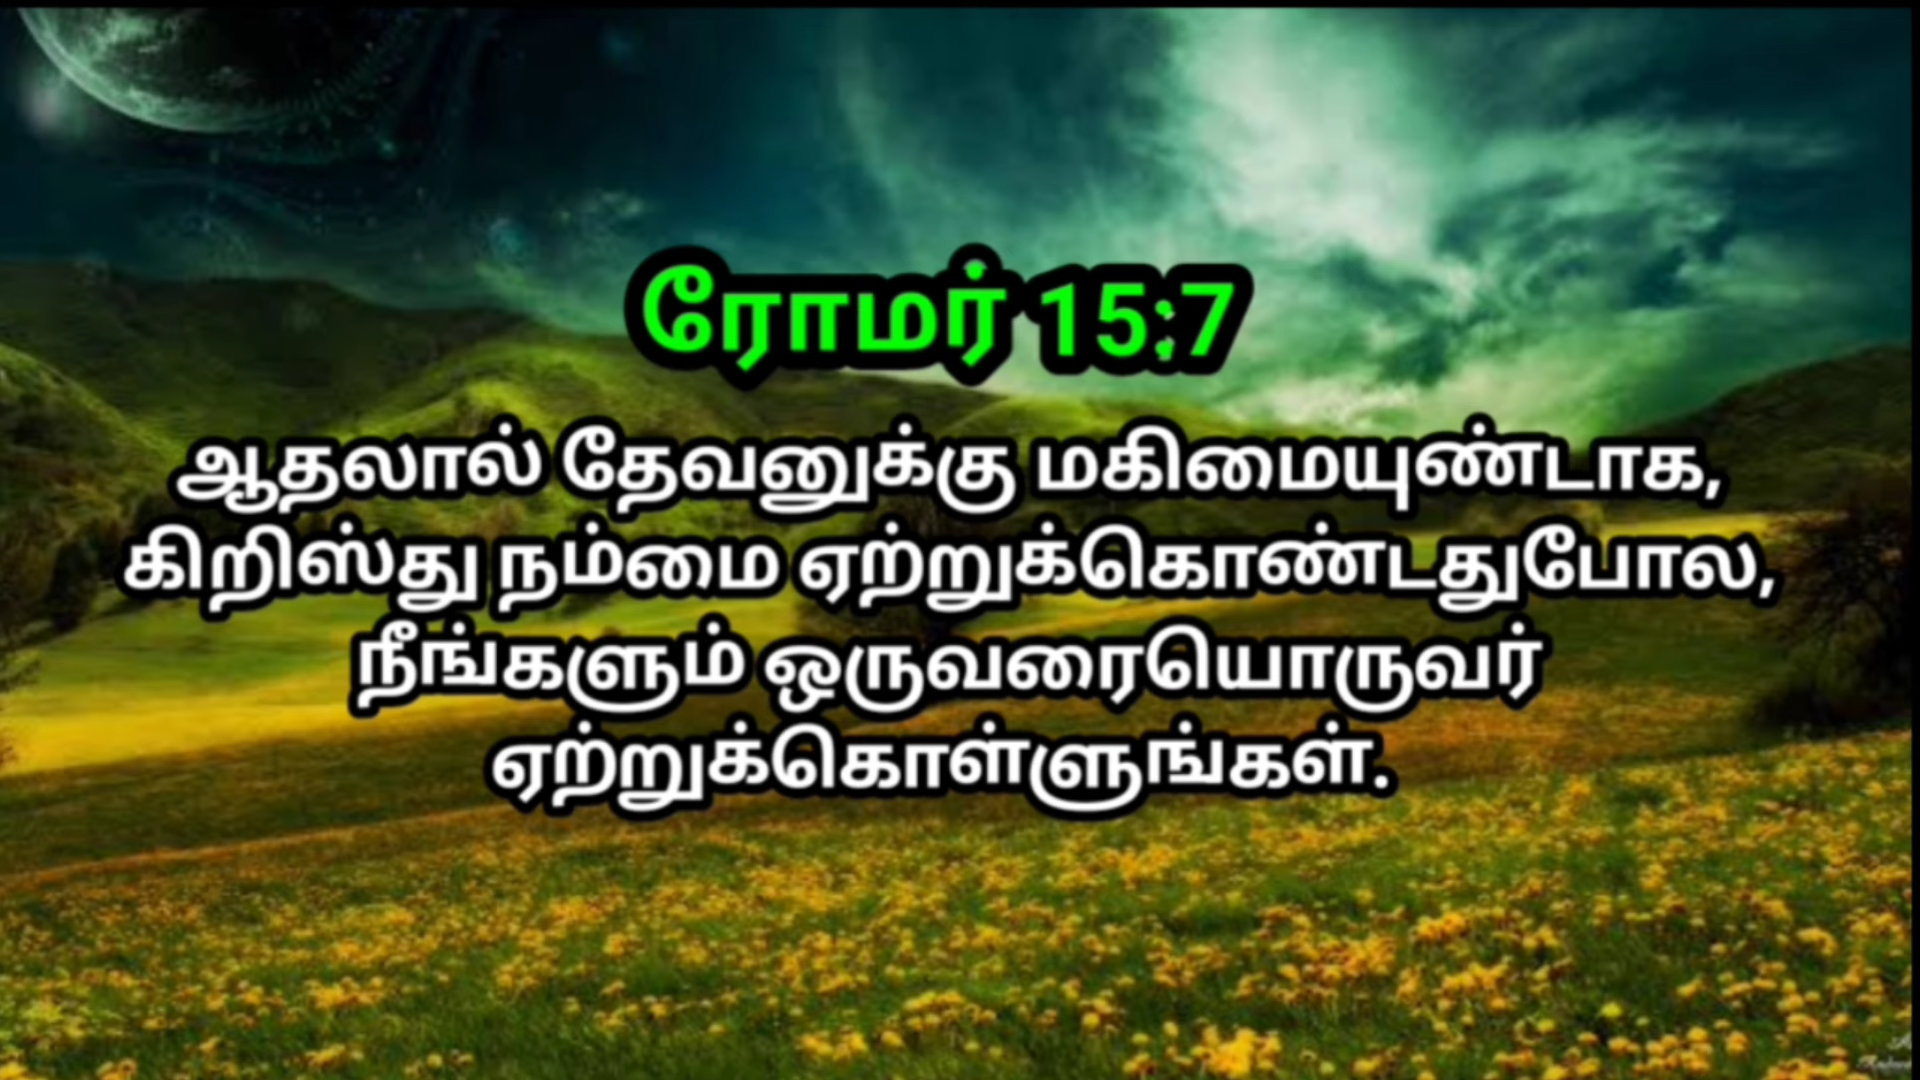 ரோமர் 15:7
ஆதலால் தேவனுக்கு மகிமையுண்டாக,
கிறிஸ்து நம்மை ஏற்றுக்கொண்டதுபோல,
நீங்களும் ஒருவரையொருவர்
ஏற்றுக்கொள்ளுங்கள்.